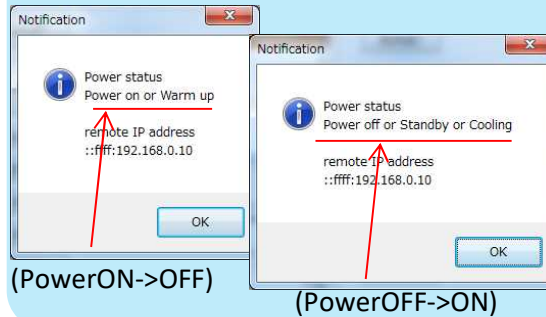 Notification
Power status
Power on or Warm up
remote IP address
::ffff:192.168.0.10
OK
(PowerON->OFF)
Notification
Power status
Power off or Standby or Cooling
remote IP address
::ffff:192.168.0.10
OK
(PowerOFF->ON)